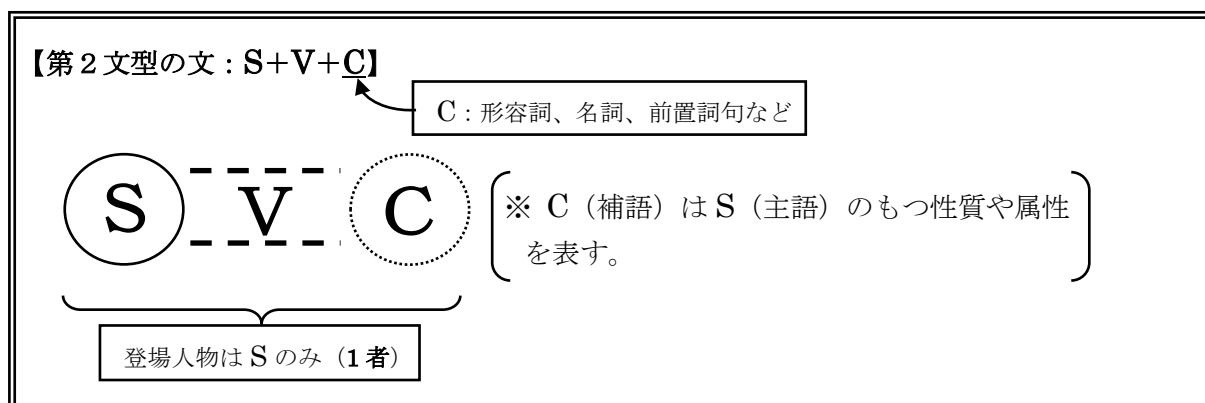 【第２文型の文：S＋V＋C】
C：形容詞、名詞、前置詞句など
S V C
※ C（補語）は S（主語）のもつ性質や属性
を表す。
登場人物は S のみ（1 者）